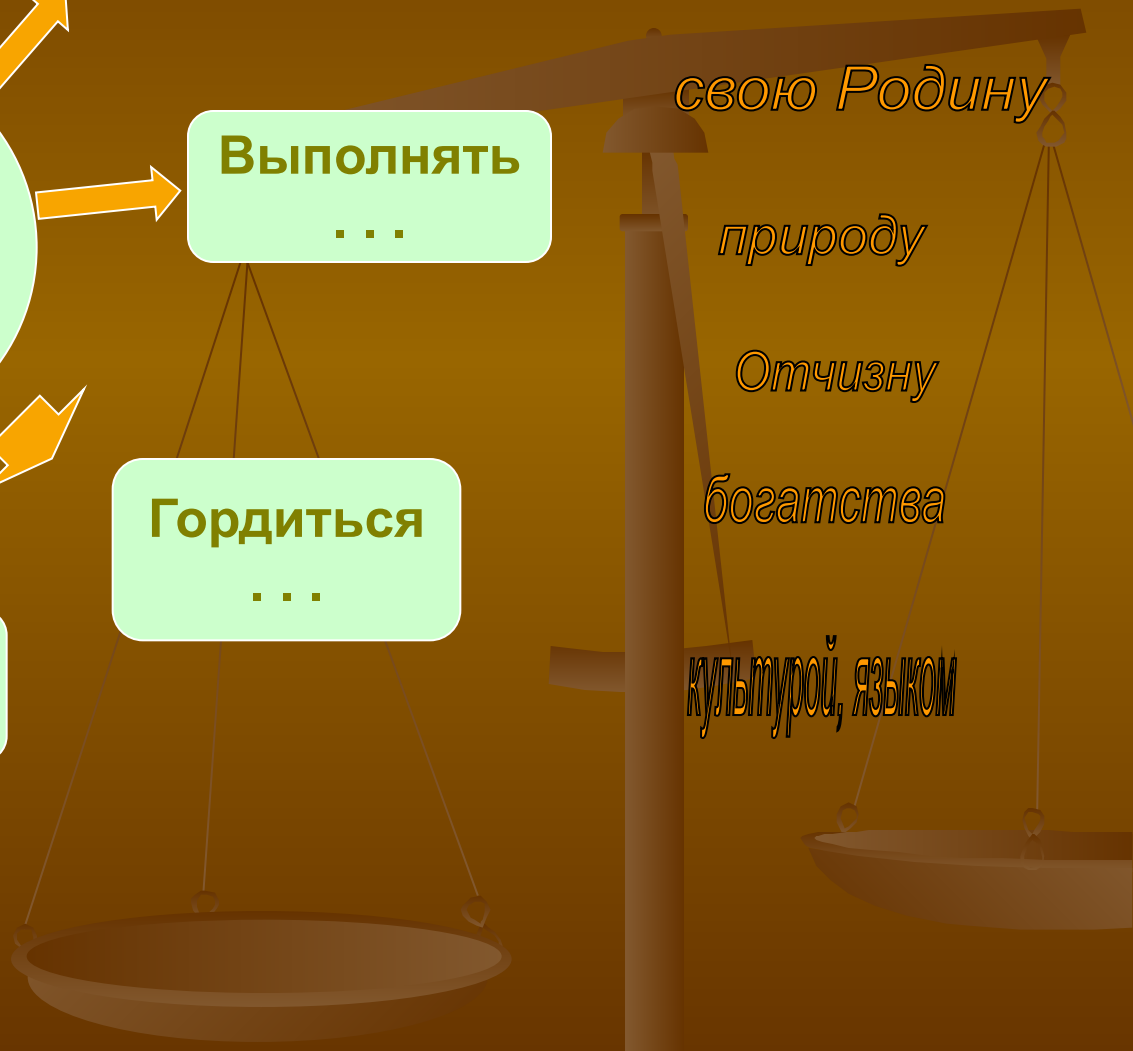 свою Родину
Выполнять
. . .
природу
Отчизну
богатства
Гордиться
. . .
культурой, языком